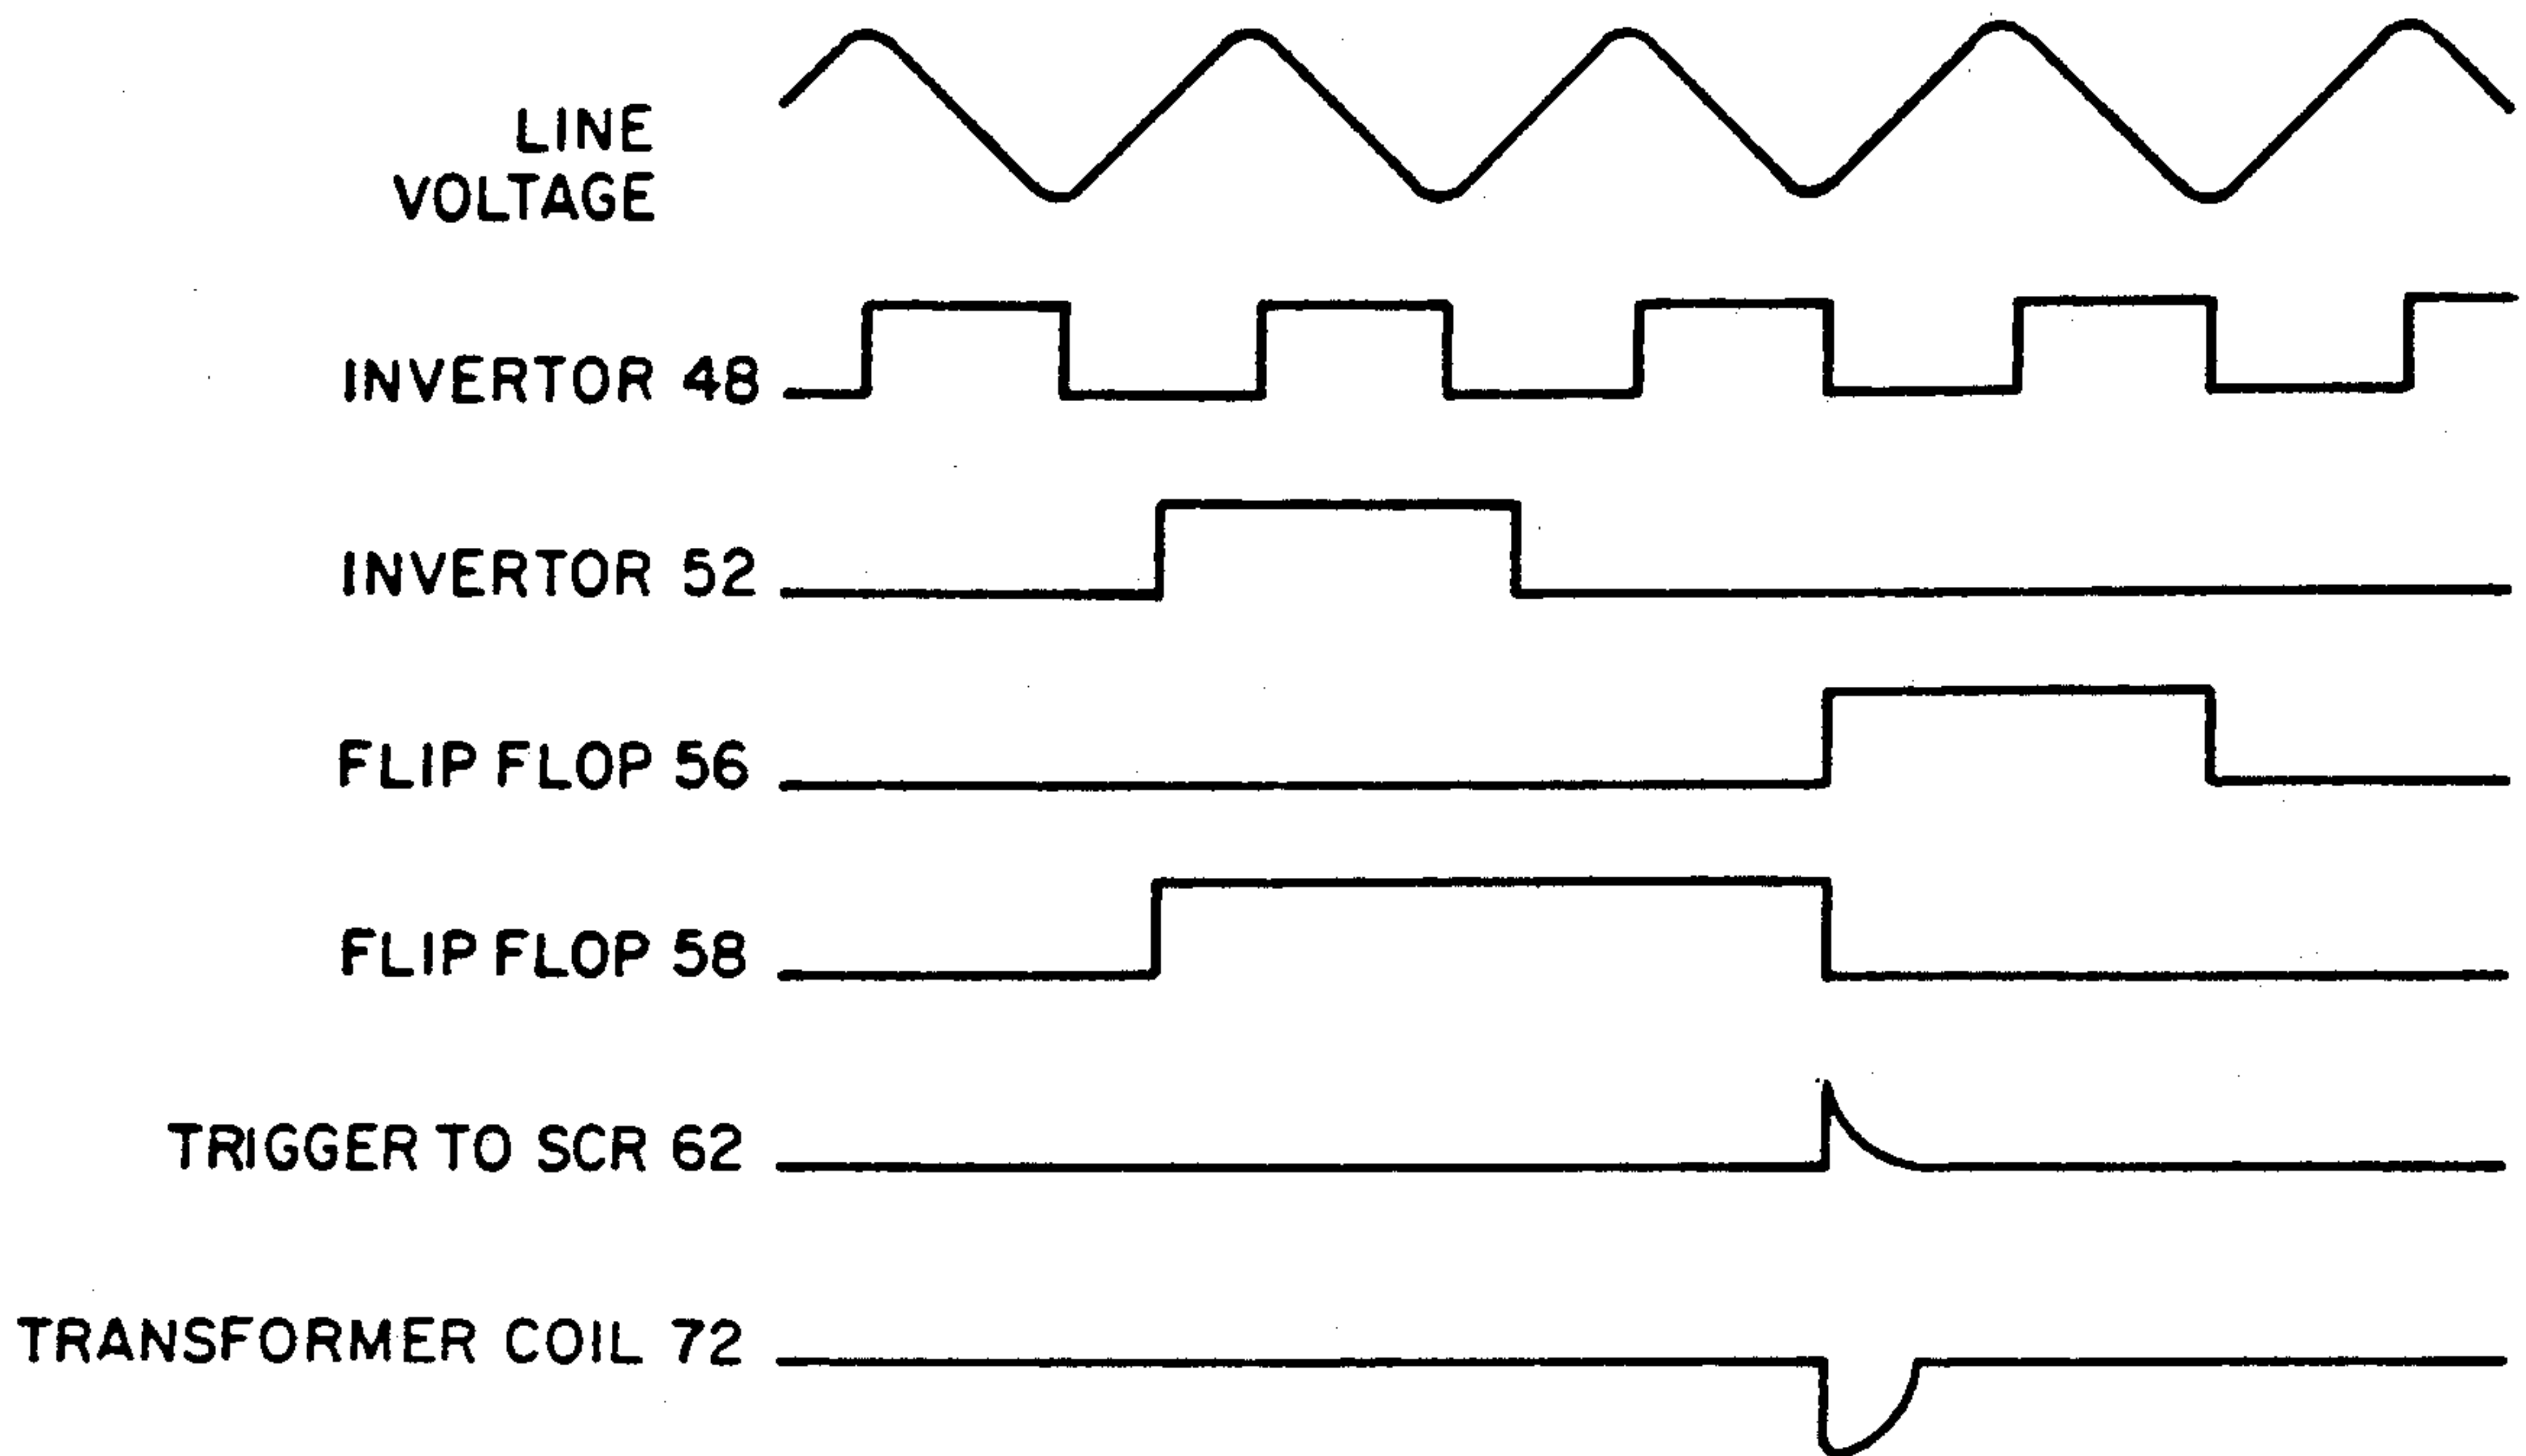 LINE
VOLTAGE
INVERTOR 48
INVERTOR 52
FLIP FLOP 56
FLIP FLOP 58
TRIGGER TO SCR 62
TRANSFORMER COIL 72